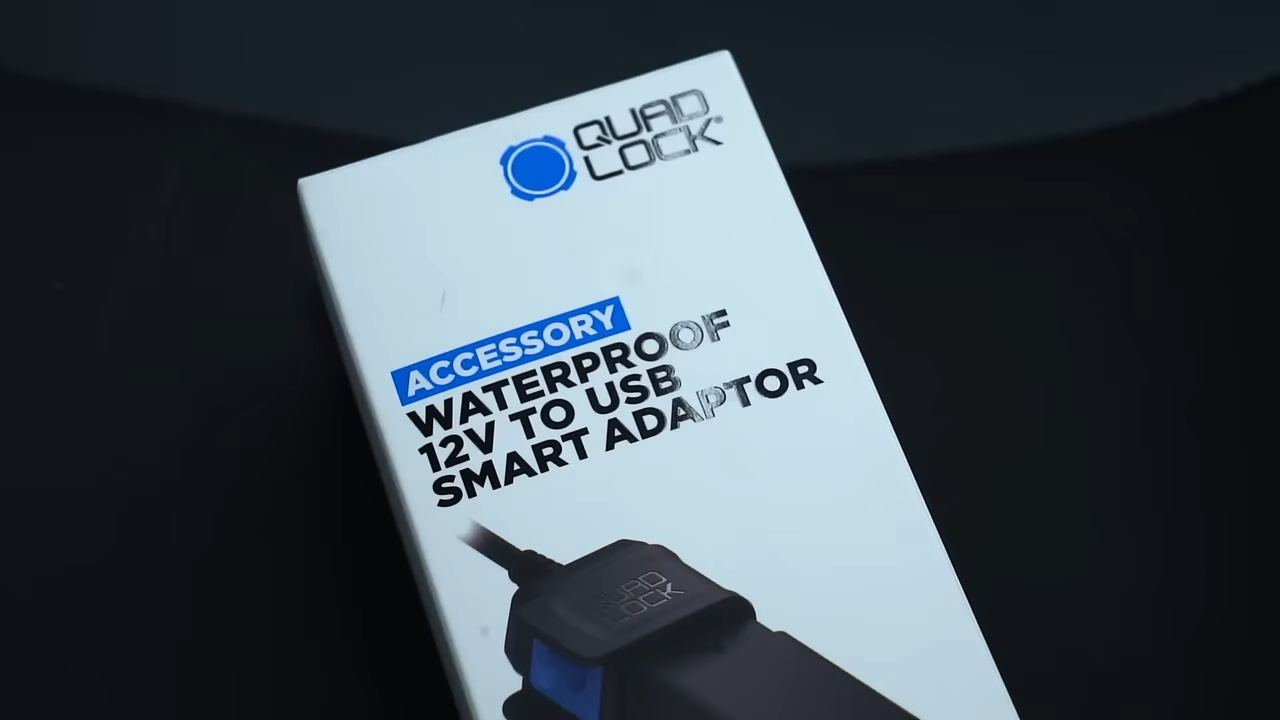 QUAD
LOCK®
ACCESSORY
WATERPROOF
12V TO USB
SMART ADAPTOR
QUAD
LOCK